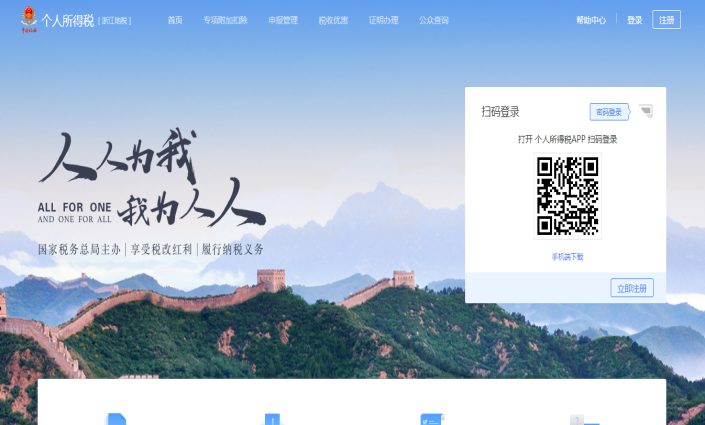 个人所得税 | 浙江地税 | 首页 专项附加扣除 申报管理 税收优惠 证明办理 公众查询 帮助中心 登录 注册
扫码登录 密码登录
打开 个人所得税APP 扫码登录
手机端下载
立即注册
人人为我
我为人人
ALL FOR ONE
AND ONE FOR ALL
国家税务总局主办 | 享受税改红利 | 履行纳税义务